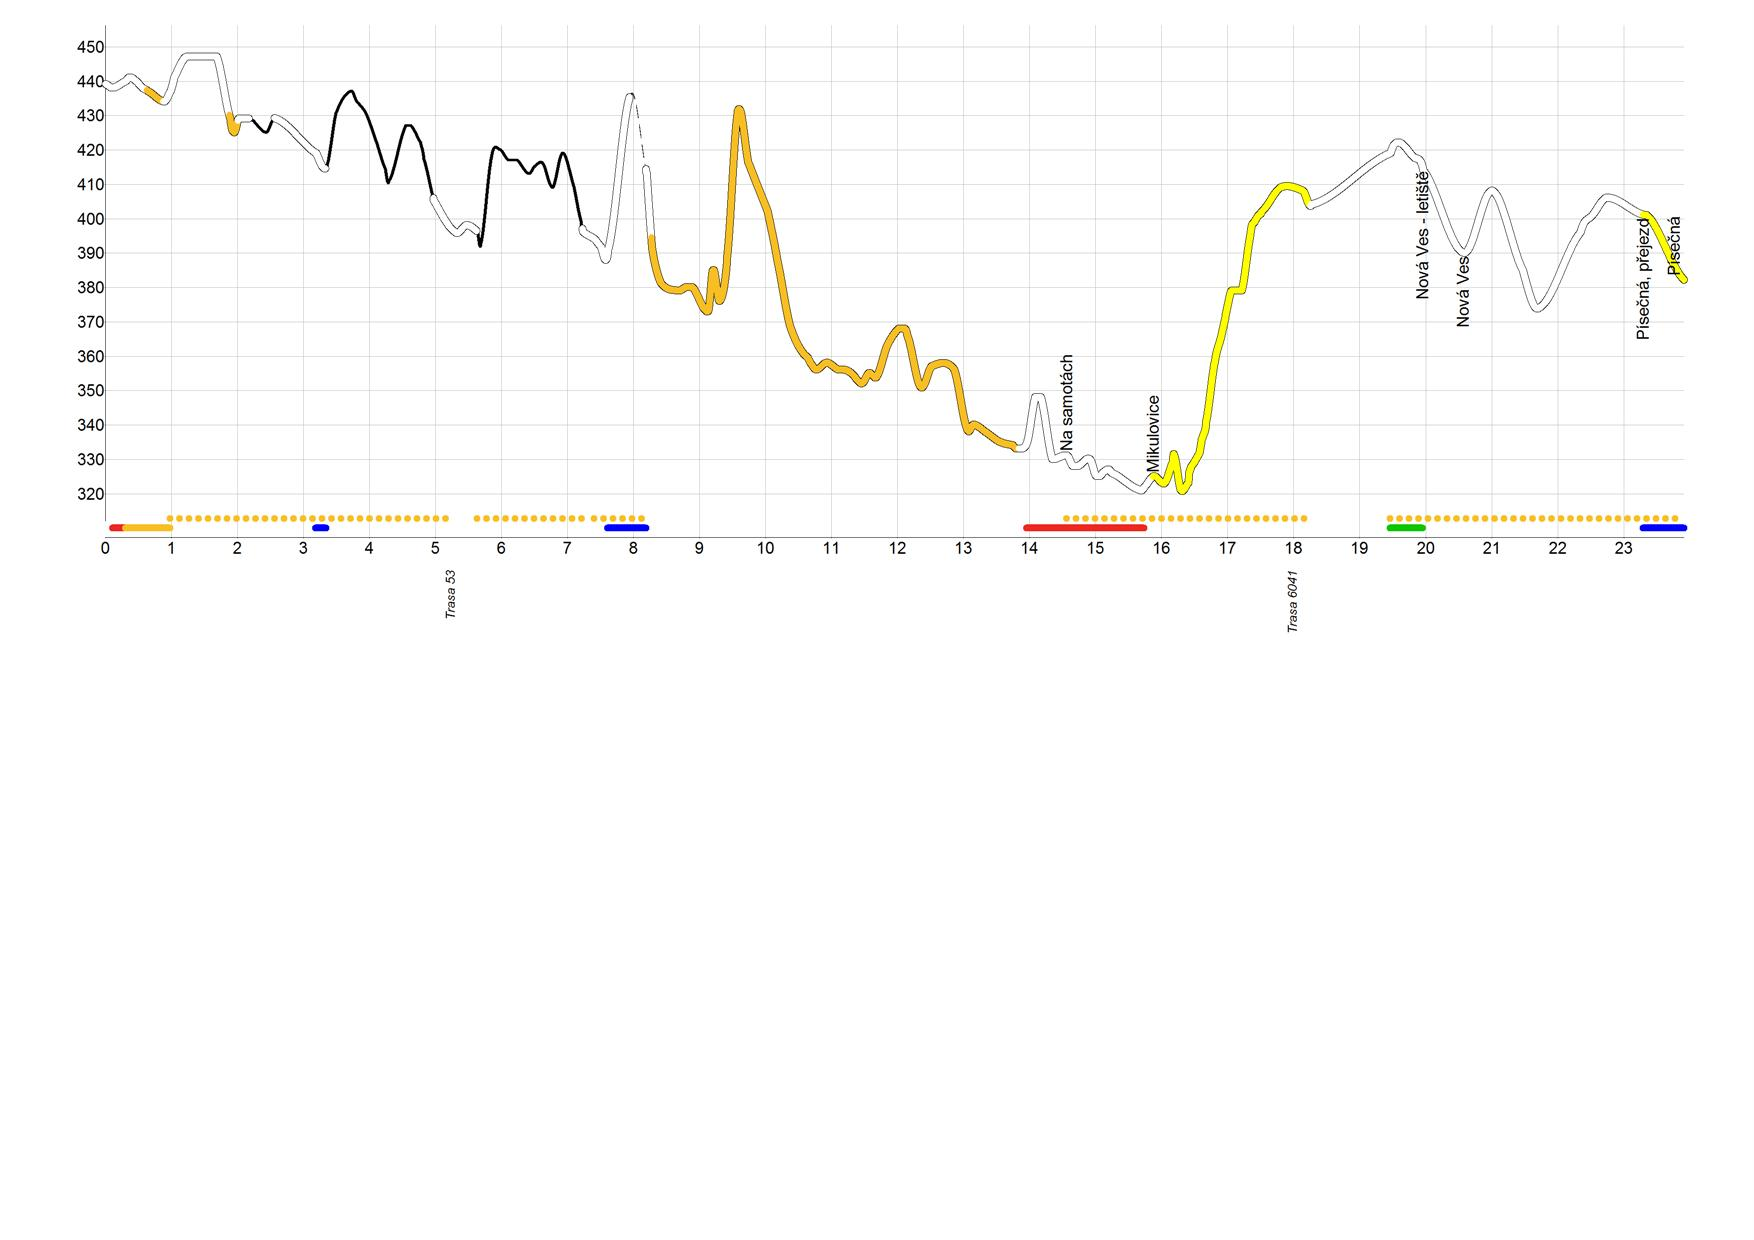 450
440
430
420
410
400
390
380
370
360
350
340
330
320
Na samotách
Mikulovice
Nová Ves - letiště
Nová Ves
Písečná, přejezd
Písečná
0 1 2 3 4 5 6 7 8 9 10 11 12 13 14 15 16 17 18 19 20 21 22 23
Trasa 53
Trasa 6041